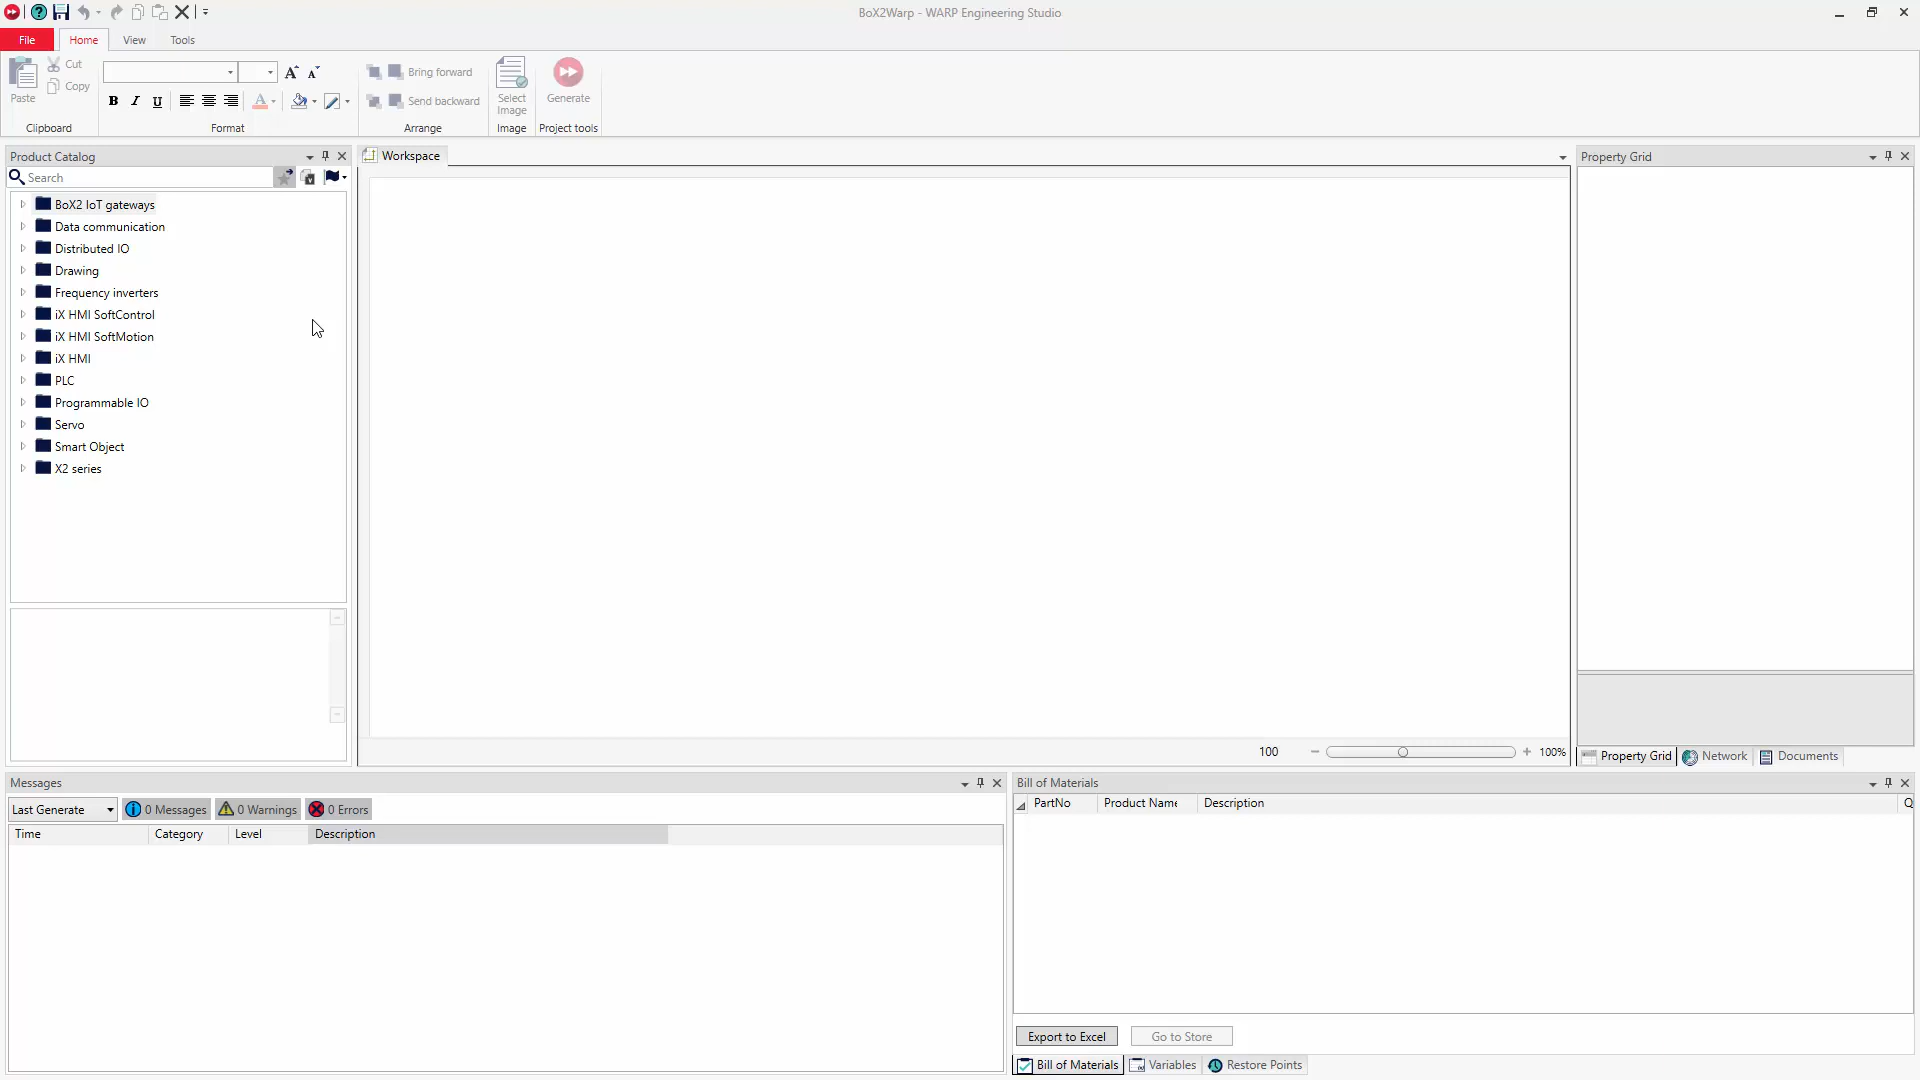 BoX2Warp - WARP Engineering Studio
File
Home
View
Tools
Paste
Cut
Copy
Clipboard
B I U
Format
Bring forward
Send backward
Arrange
Select
Image
Image
Generate
Project tools
Product Catalog
Search
BoX2 IoT gateways
Data communication
Distributed IO
Drawing
Frequency inverters
iX HMI SoftControl
iX HMI SoftMotion
iX HMI
PLC
Programmable IO
Servo
Smart Object
X2 series
Workspace
100
100%
Property Grid
Property Grid
Network
Documents
Messages
Last Generate
0 Messages
0 Warnings
0 Errors
Time
Category
Level
Description
Bill of Materials
PartNo
Product Name
Description
Q
Export to Excel
Go to Store
Bill of Materials
Variables
Restore Points